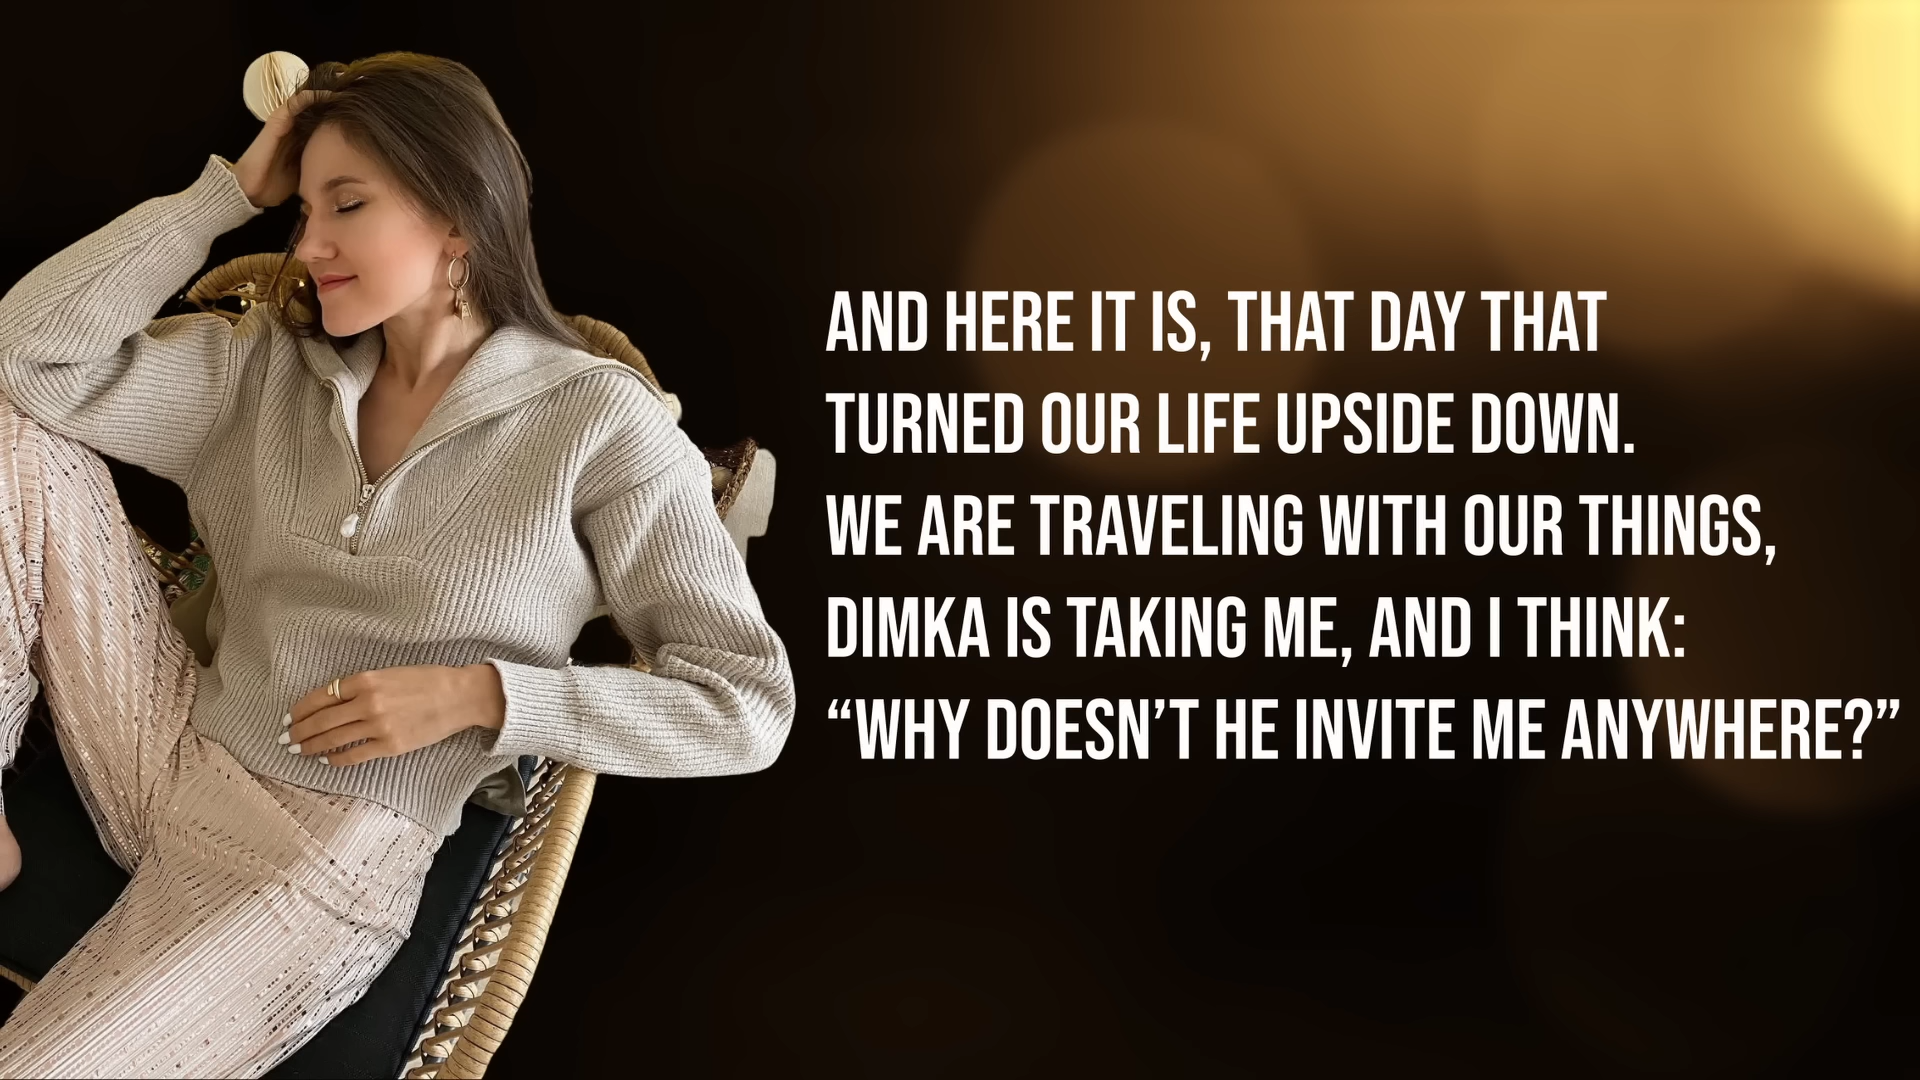 AND HERE IT IS, THAT DAY THAT
TURNED OUR LIFE UPSIDE DOWN.
WE ARE TRAVELING WITH OUR THINGS,
DIMKA IS TAKING ME, AND I THINK:
“WHY DOESN’T HE INVITE ME ANYWHERE?”